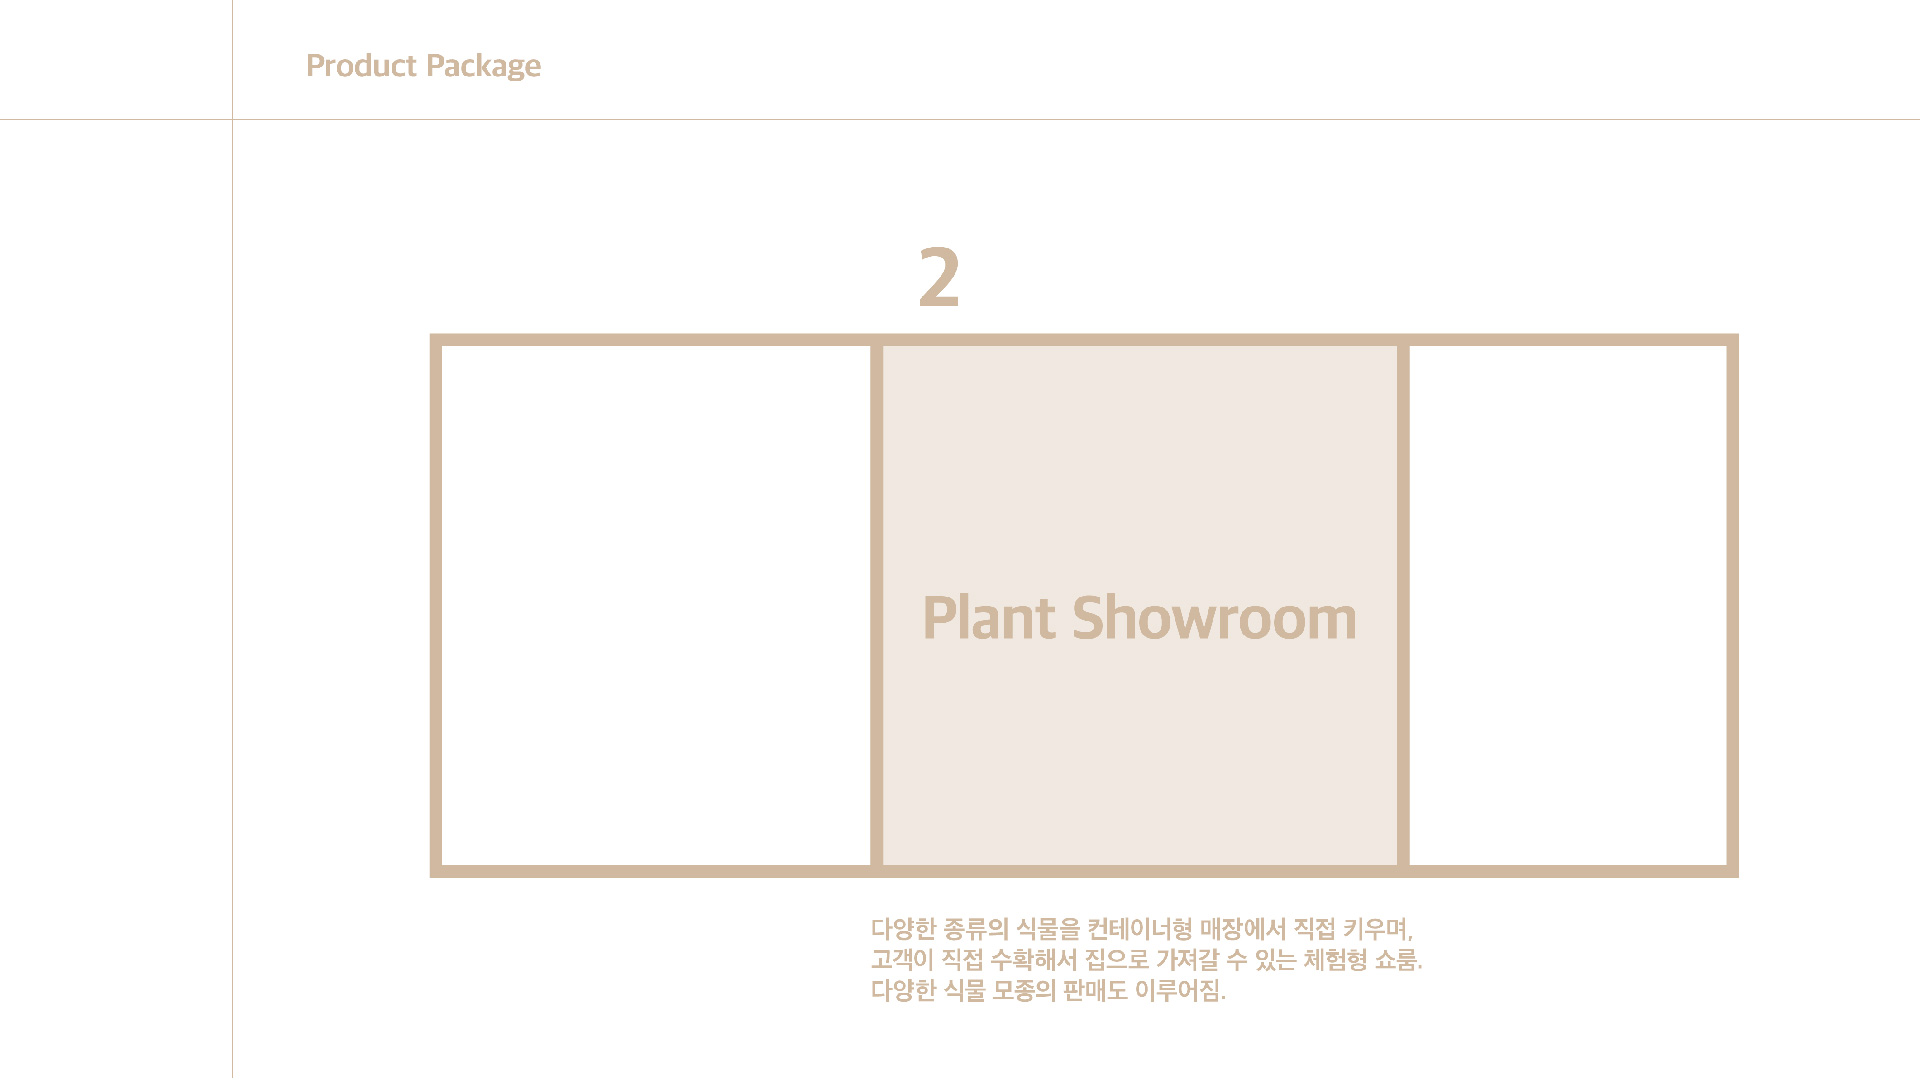 Product Package
2
Plant Showroom
다양한 종류의 식물을 컨테이너형 매장에서 직접 키우며,
고객이 직접 수확해서 집으로 가져갈 수 있는 체험형 쇼룸.
다양한 식물 모종의 판매도 이루어짐.